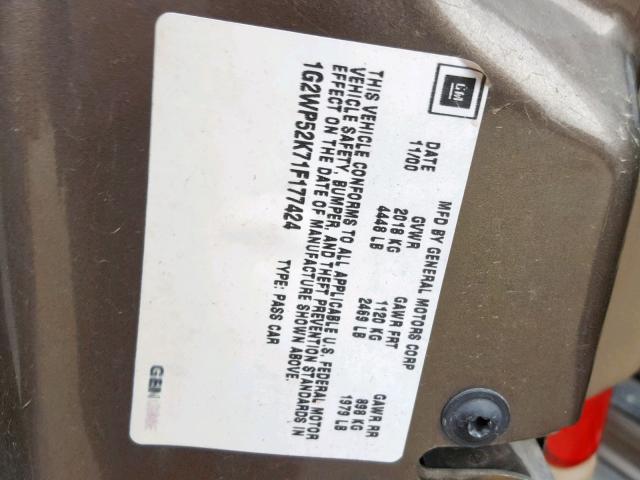 GM
MFD BY GENERAL MOTORS CORP
DATE GVWR GAWR FRT GAWR RR
11/00 2018 KG 1120 KG 898 KG
4448 LB 2469 LB 1979 LB
THIS VEHICLE CONFORMS TO ALL APPLICABLE U.S. FEDERAL MOTOR
VEHICLE SAFETY, BUMPER, AND THEFT PREVENTION STANDARDS IN
EFFECT ON THE DATE OF MANUFACTURE SHOWN ABOVE.
1G2WP52K71F177424 TYPE: PASS CAR